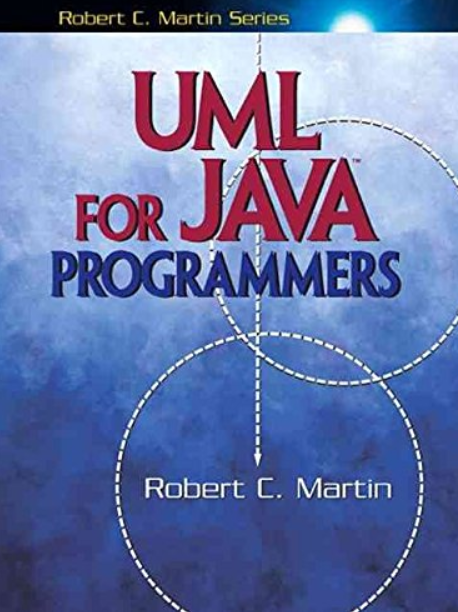 Robert C. Martin Series
UML
FOR JAVA™
PROGRAMMERS
Robert C. Martin